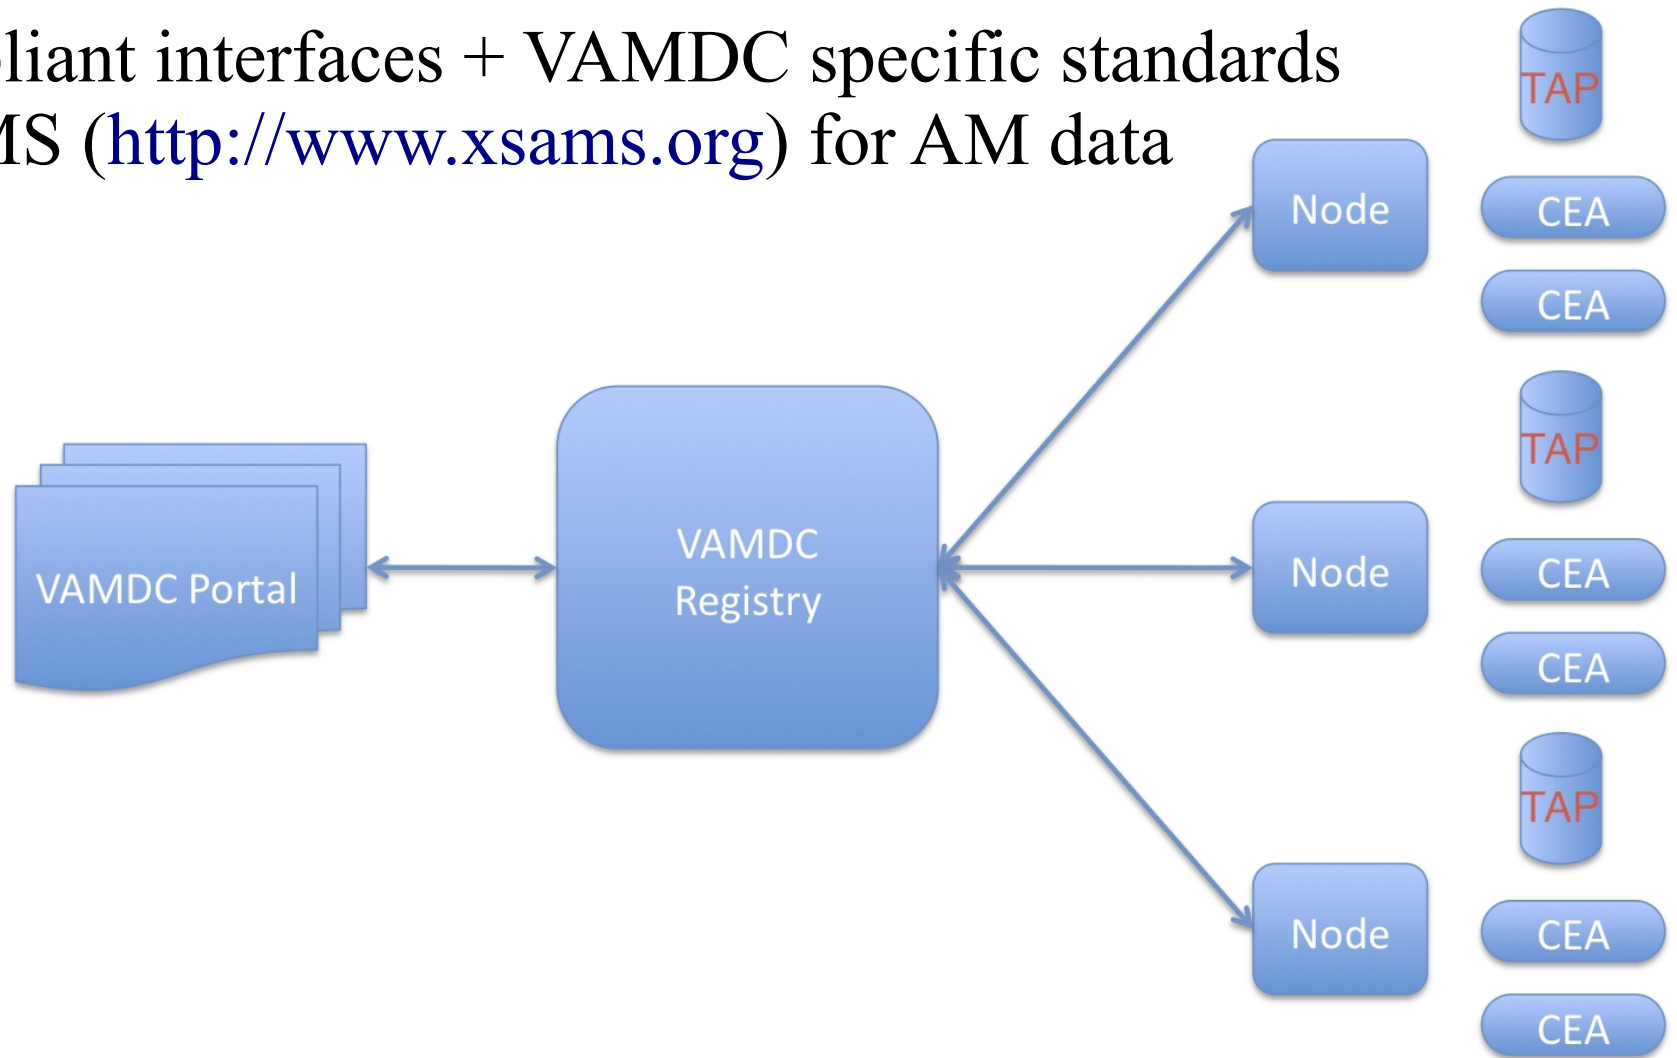 liant interfaces + VAMDC specific standards
MS (http://www.xsams.org) for AM data
TAP
Node
CEA
CEA
TAP
VAMDC Portal
VAMDC
Registry
Node
CEA
CEA
TAP
Node
CEA
CEA